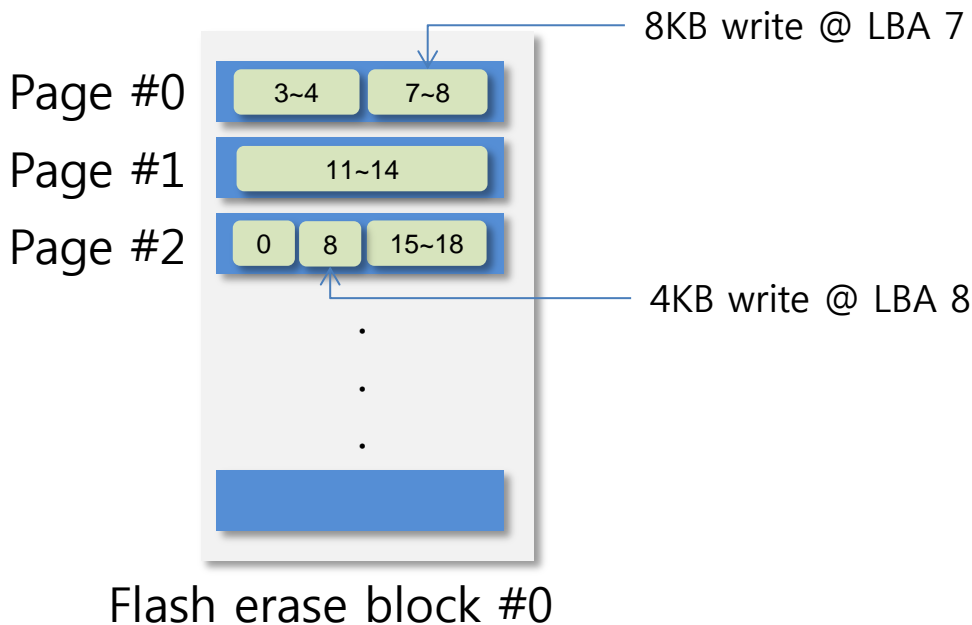 8KB write @ LBA 7
Page #0
3~4
7~8
Page #1
11~14
Page #2
0
8
15~18
4KB write @ LBA 8
.
.
.
Flash erase block #0